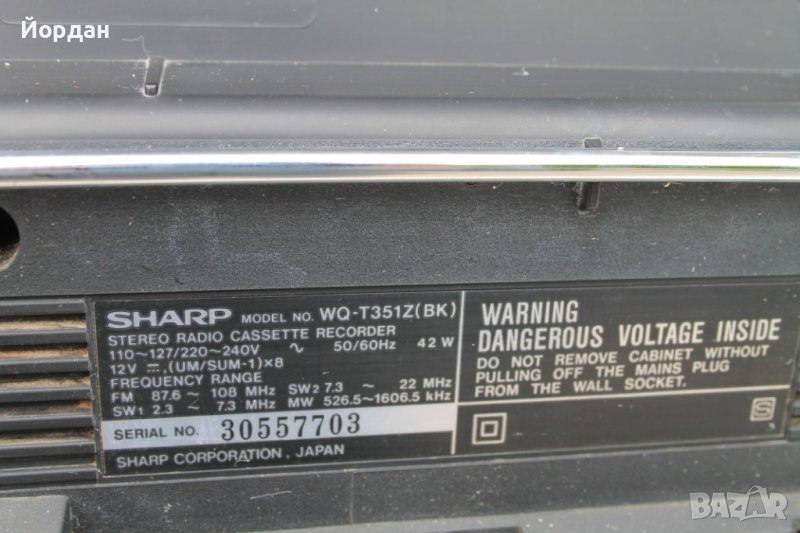 Йордан
SHARP MODEL NO. WQ-T351Z(BK)
STEREO RADIO CASSETTE RECORDER
110~127/220~240V ~ 50/60Hz 42 W
12V ⎓, (UM/SUM-1)×8
FREQUENCY RANGE
FM 87.6 ~ 108 MHz SW2 7.3 ~ 22 MHz
SW1 2.3 ~ 7.3 MHz MW 526.5~1606.5 kHz
SERIAL NO. 30557703
SHARP CORPORATION, JAPAN
WARNING
DANGEROUS VOLTAGE INSIDE
DO NOT REMOVE CABINET WITHOUT
PULLING OFF THE MAINS PLUG
FROM THE WALL SOCKET.
S
BAZAR